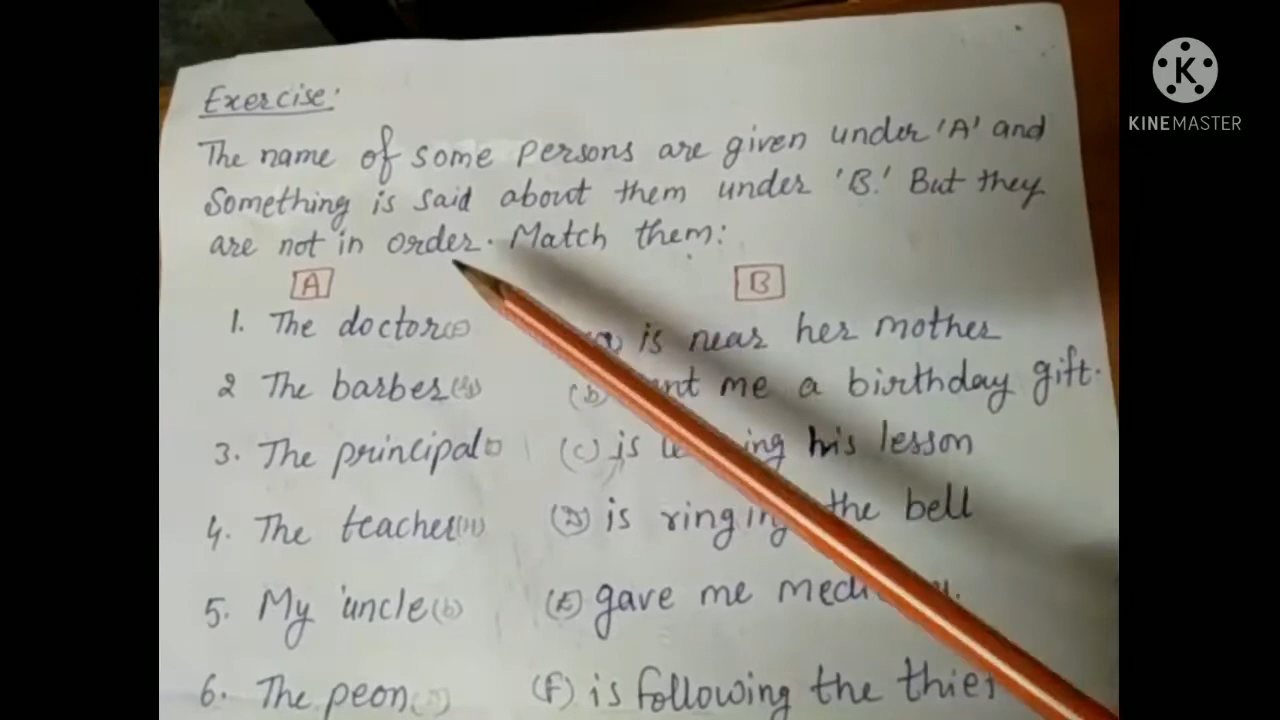 Exercise:
The name of some persons are given under 'A' and
Something is said about them under 'B.' But they
are not in order. Match them:
A B
1. The doctor (a) is near her mother
2 The barber (b) me a birthday gift.
3. The principal (c) is his lesson
4. The teacher (D) is ringing the bell
5. My uncle (b) (E) gave me
6. The peon (F) is following the thief
K
KINEMASTER